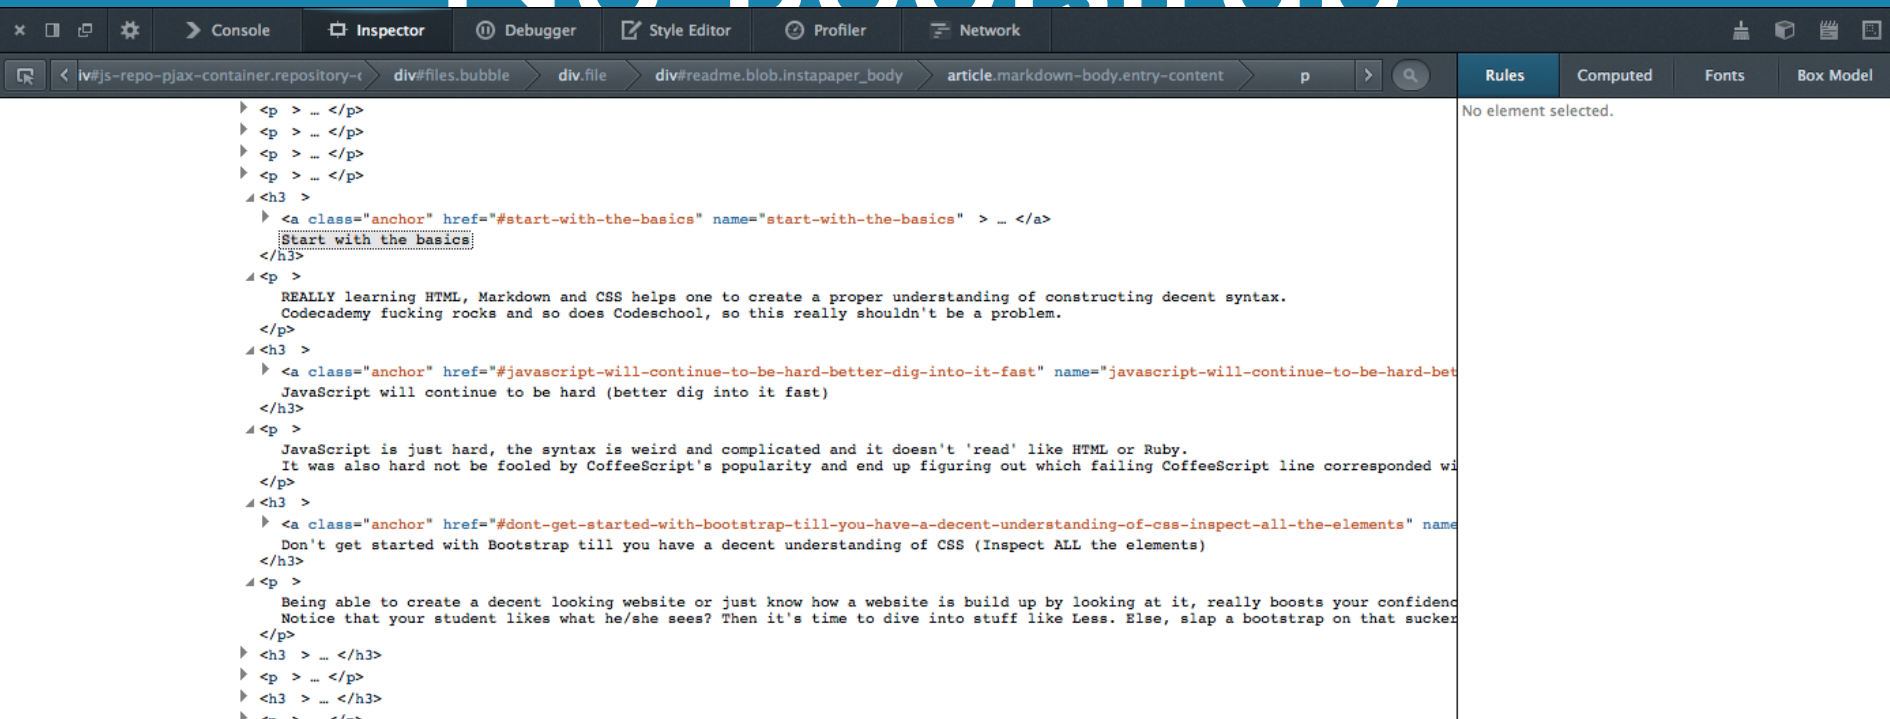 Console
Inspector
Debugger
Style Editor
Profiler
Network
iv#js-repo-pjax-container.repository-c
div#files.bubble
div.file
div#readme.blob.instapaper_body
article.markdown-body.entry-content
p
Rules
Computed
Fonts
Box Model
No element selected.
<p > … </p>
<p > … </p>
<p > … </p>
<p > … </p>
<h3 >
<a class="anchor" href="#start-with-the-basics" name="start-with-the-basics" > … </a>
Start with the basics
</h3>
<p >
REALLY learning HTML, Markdown and CSS helps one to create a proper understanding of constructing decent syntax.
Codecademy fucking rocks and so does Codeschool, so this really shouldn't be a problem.
</p>
<h3 >
<a class="anchor" href="#javascript-will-continue-to-be-hard-better-dig-into-it-fast" name="javascript-will-continue-to-be-hard-bet
JavaScript will continue to be hard (better dig into it fast)
</h3>
<p >
JavaScript is just hard, the syntax is weird and complicated and it doesn't 'read' like HTML or Ruby.
It was also hard not be fooled by CoffeeScript's popularity and end up figuring out which failing CoffeeScript line corresponded wi
</p>
<h3 >
<a class="anchor" href="#dont-get-started-with-bootstrap-till-you-have-a-decent-understanding-of-css-inspect-all-the-elements" name
Don't get started with Bootstrap till you have a decent understanding of CSS (Inspect ALL the elements)
</h3>
<p >
Being able to create a decent looking website or just know how a website is build up by looking at it, really boosts your confidenc
Notice that your student likes what he/she sees? Then it's time to dive into stuff like Less. Else, slap a bootstrap on that sucker
</p>
<h3 > … </h3>
<p > … </p>
<h3 > … </h3>